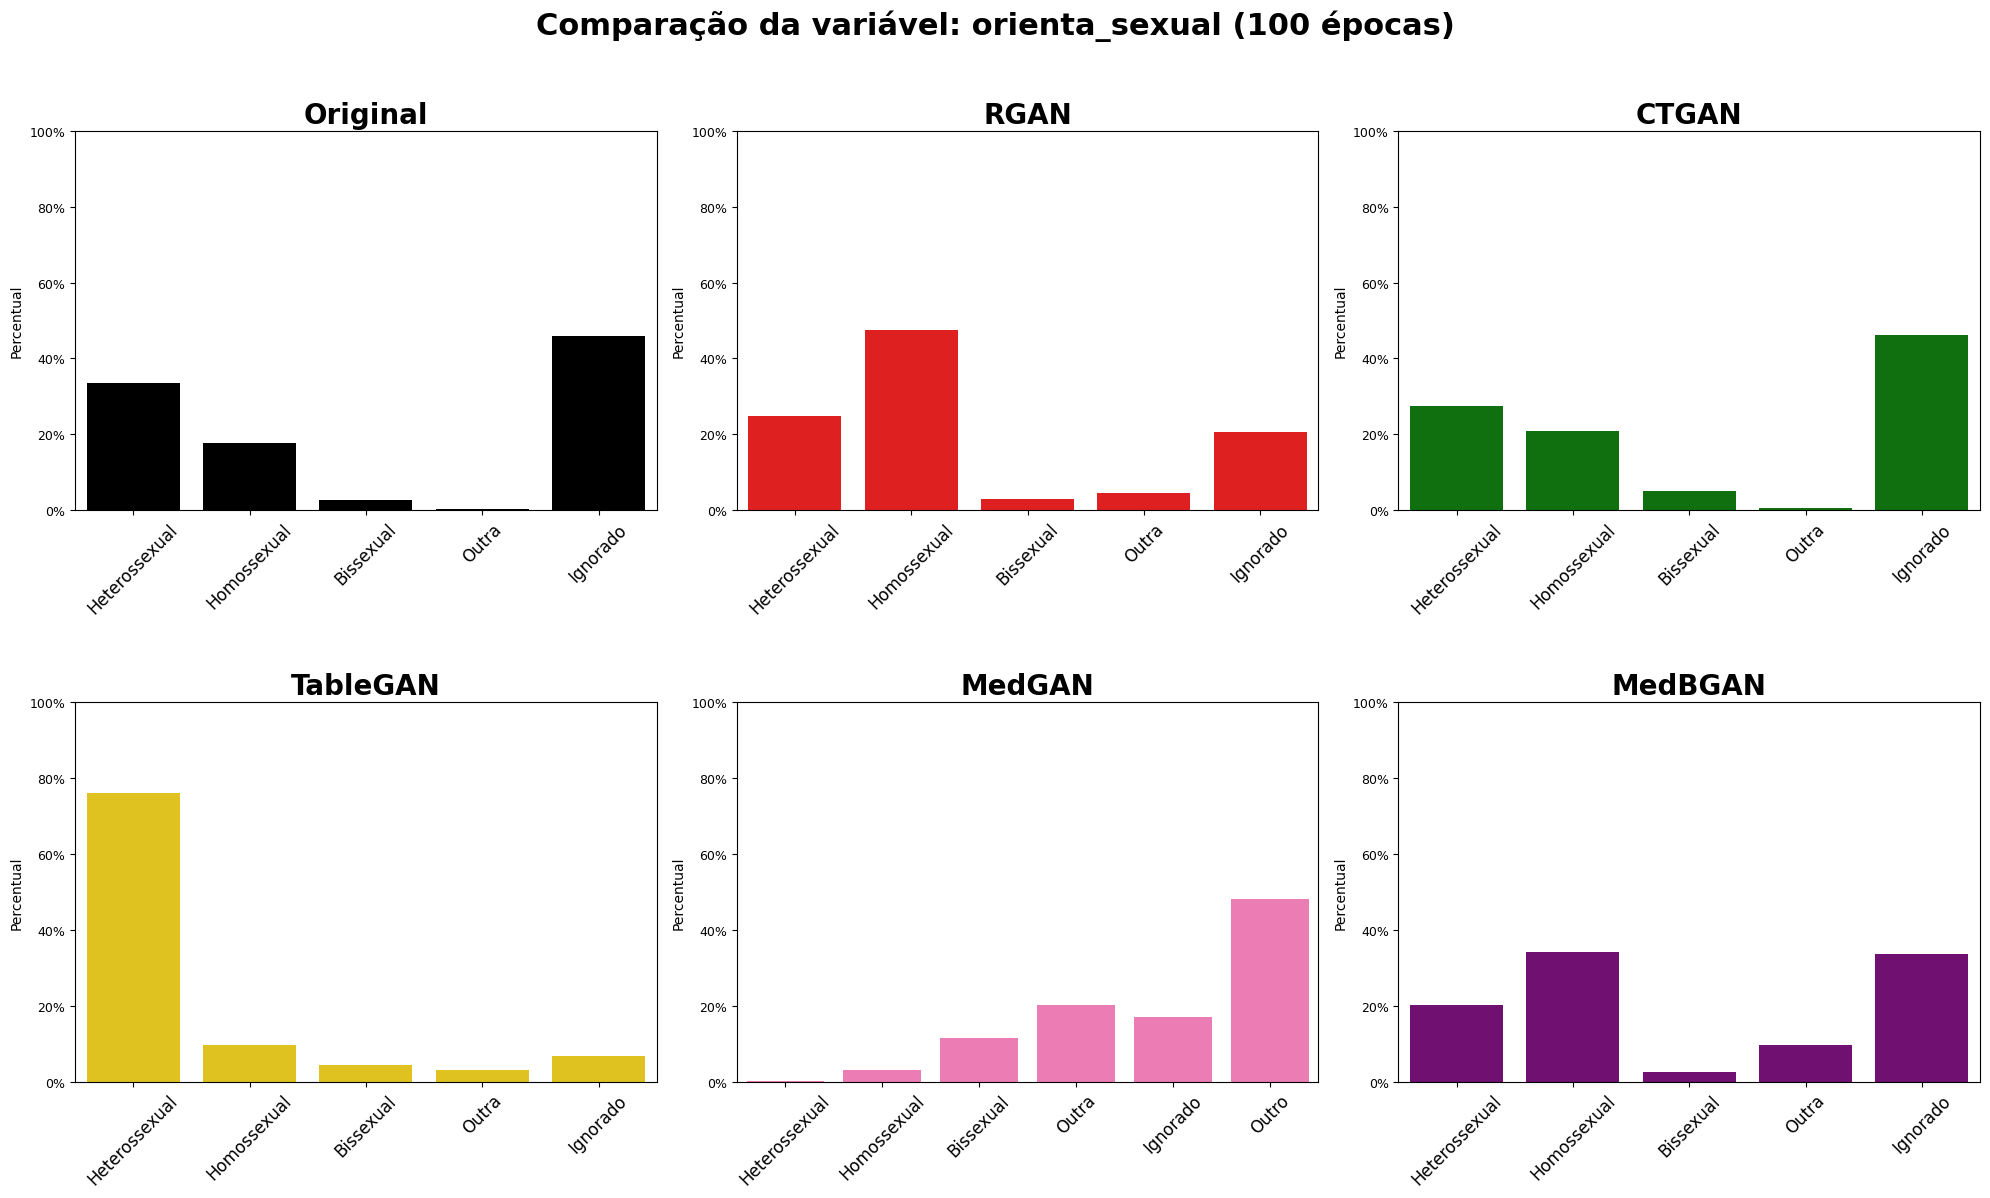 Comparação da variável: orienta_sexual (100 épocas)
Original
100%
80%
60%
40%
20%
0%
Percentual
Heterossexual
Homossexual
Bissexual
Outra
Ignorado
RGAN
100%
80%
60%
40%
20%
0%
Percentual
Heterossexual
Homossexual
Bissexual
Outra
Ignorado
CTGAN
100%
80%
60%
40%
20%
0%
Percentual
Heterossexual
Homossexual
Bissexual
Outra
Ignorado
TableGAN
100%
80%
60%
40%
20%
0%
Percentual
Heterossexual
Homossexual
Bissexual
Outra
Ignorado
MedGAN
100%
80%
60%
40%
20%
0%
Percentual
Heterossexual
Homossexual
Bissexual
Outra
Ignorado
Outro
MedBGAN
100%
80%
60%
40%
20%
0%
Percentual
Heterossexual
Homossexual
Bissexual
Outra
Ignorado